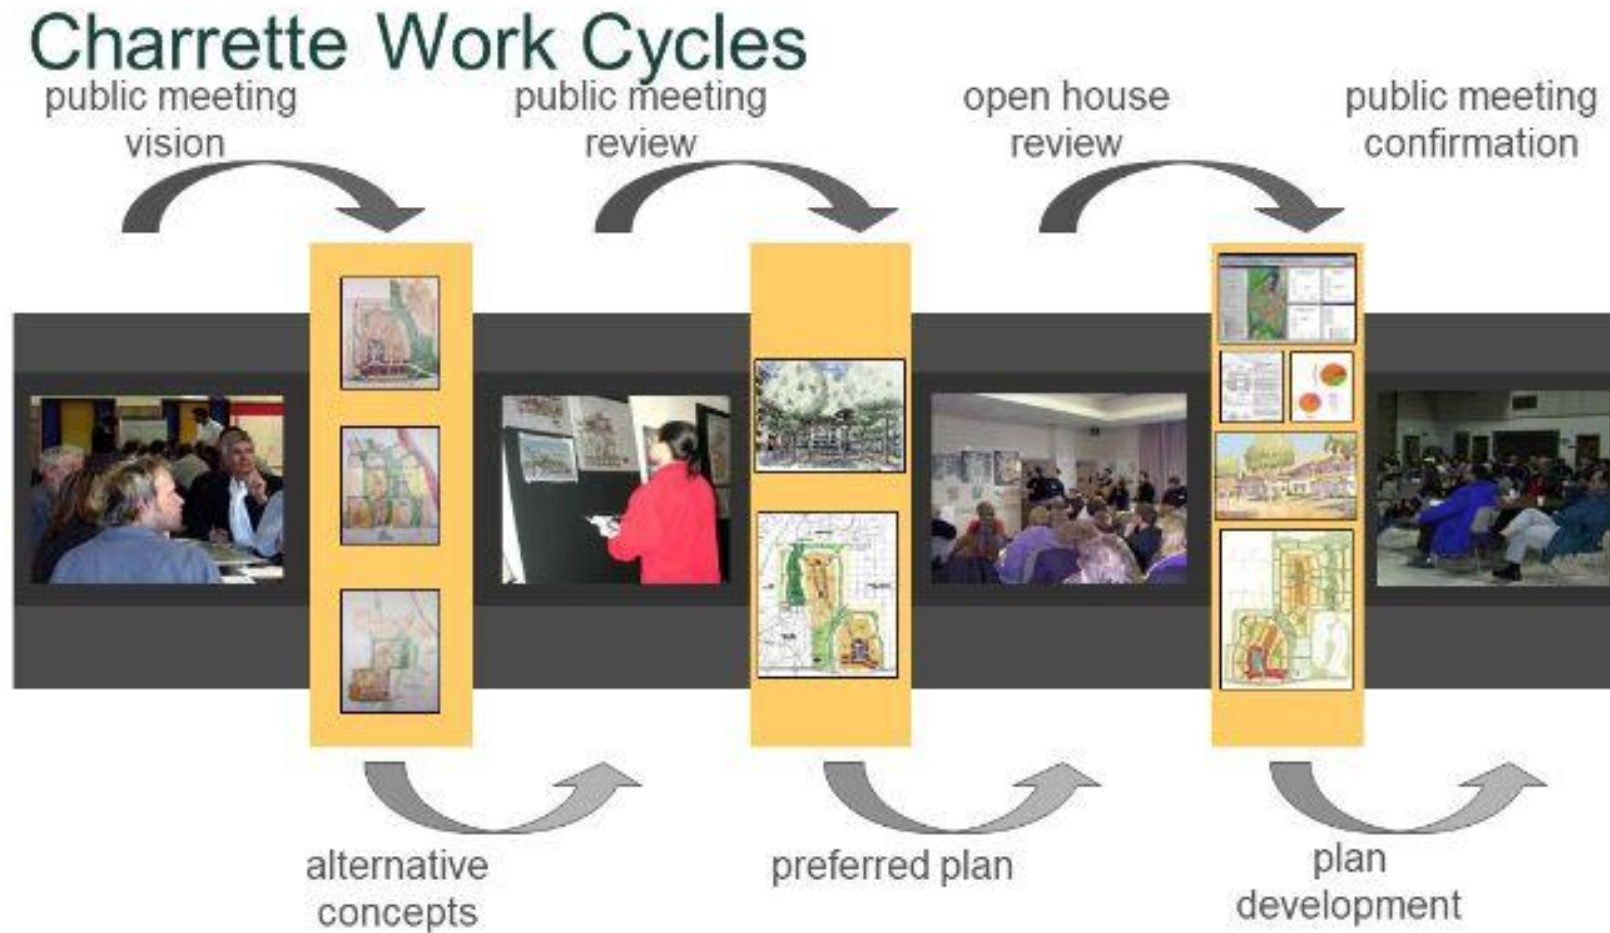 Charrette Work Cycles
public meeting
vision
public meeting
review
open house
review
public meeting
confirmation
alternative
concepts
preferred plan
plan
development